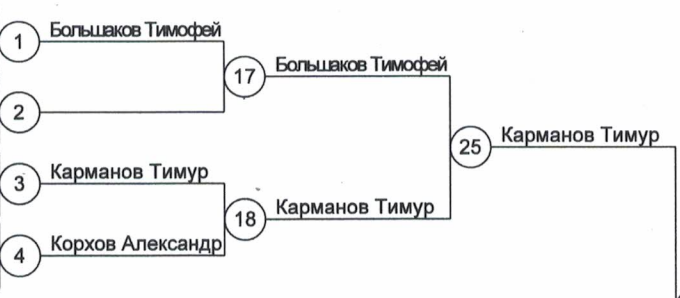 Большаков Тимофей
1
Большаков Тимофей
17
2
Карманов Тимур
25
Карманов Тимур
3
Карманов Тимур
18
Корхов Александр
4